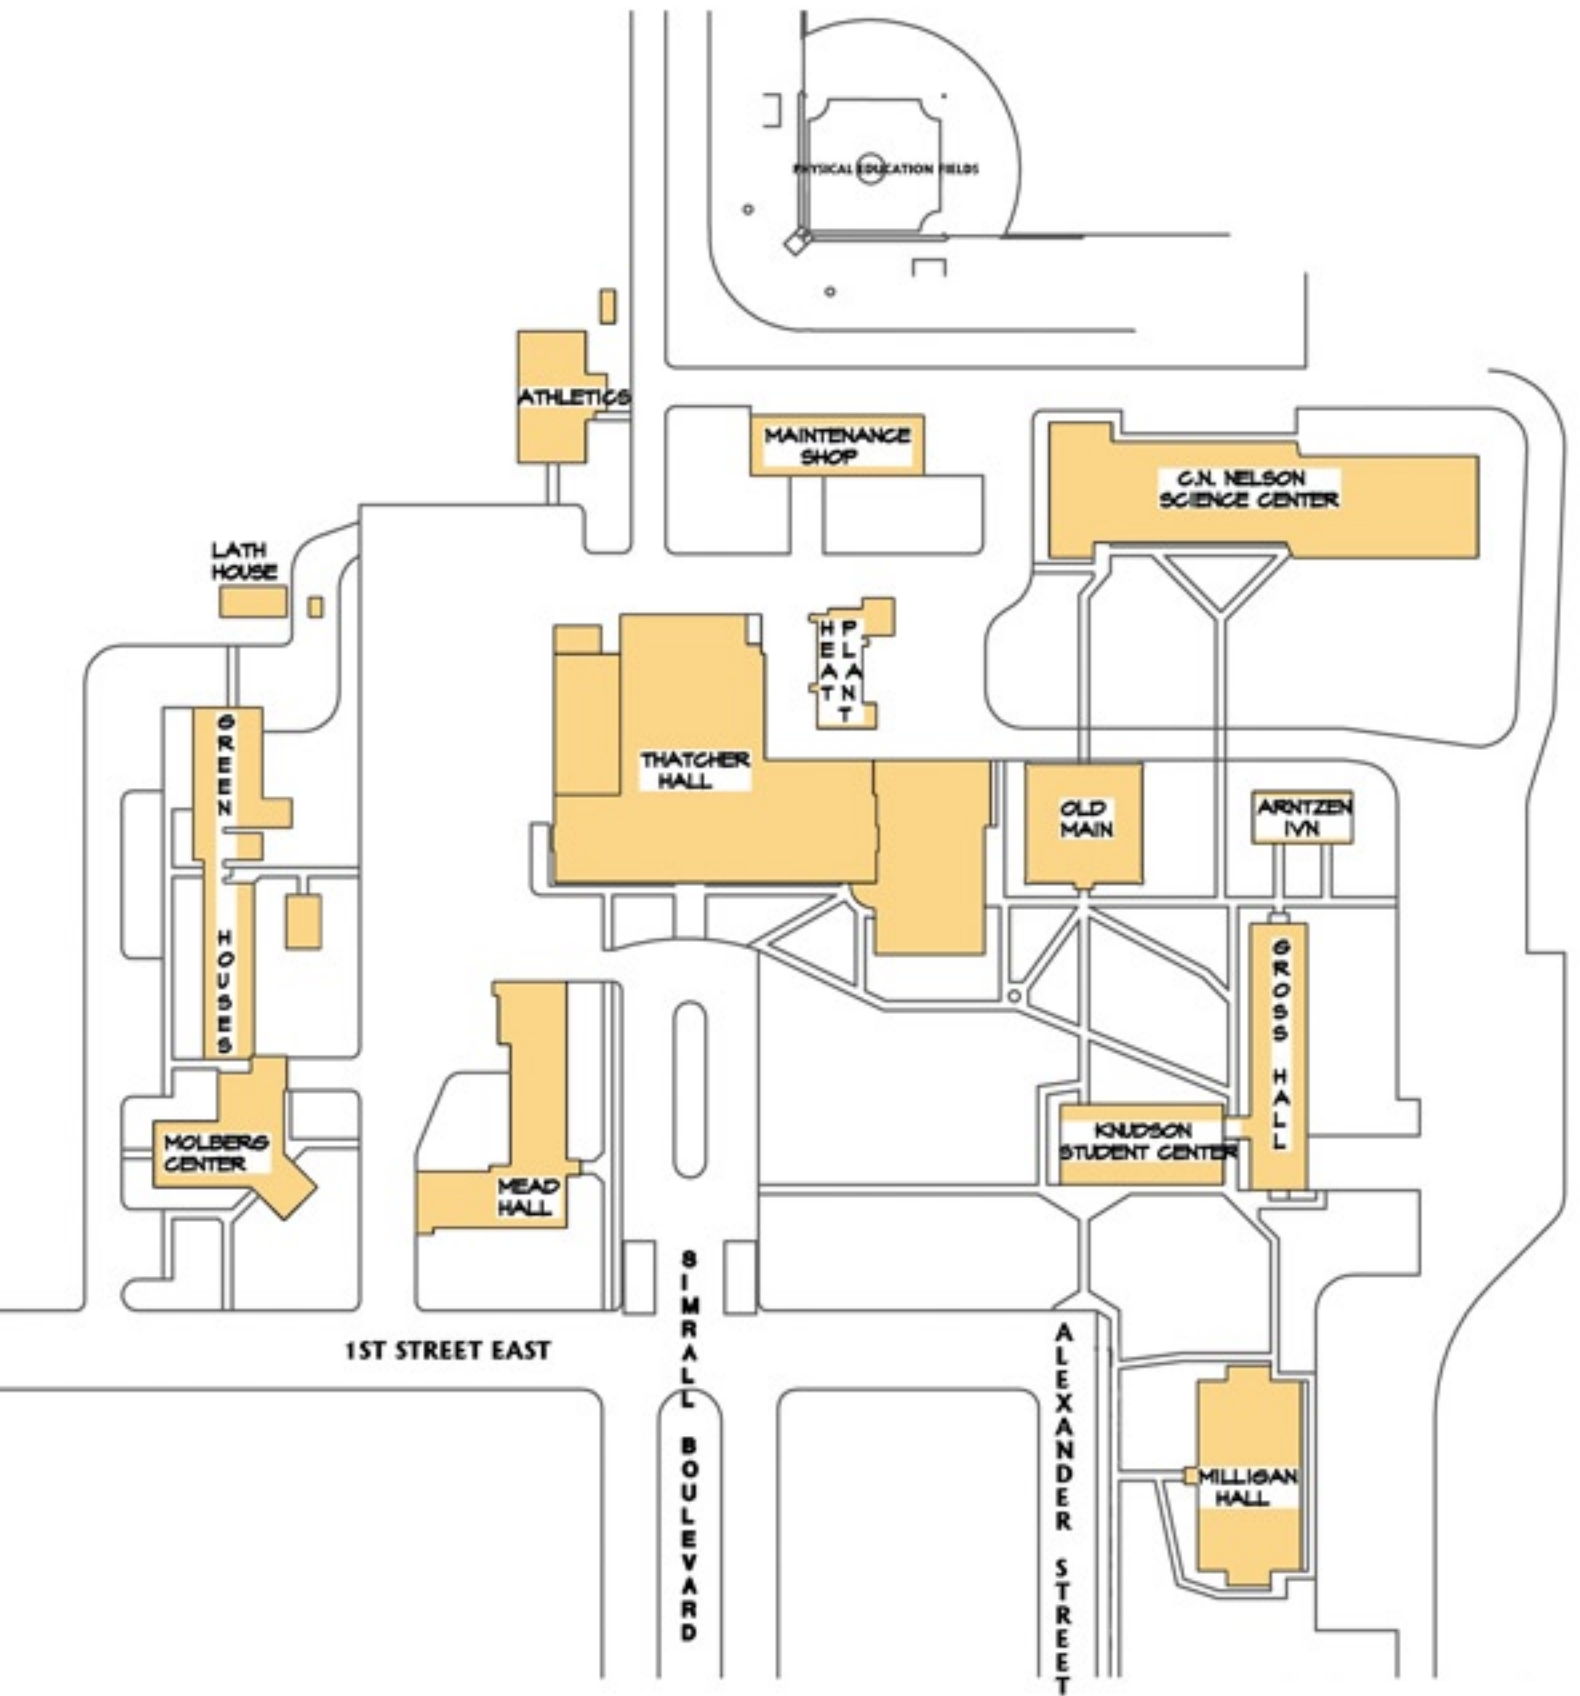 PHYSICAL EDUCATION FIELDS
ATHLETICS
MAINTENANCE
SHOP
C.N. NELSON
SCIENCE CENTER
LATH
HOUSE
HEAT
PLANT
THATCHER
HALL
GREEN HOUSES
OLD
MAIN
ARNTZEN
IVN
GROSS HALL
MOLBERG
CENTER
KNUDSON
STUDENT CENTER
MEAD
HALL
SIMRALL BOULEVARD
1ST STREET EAST
ALEXANDER STREET
MILLIGAN
HALL